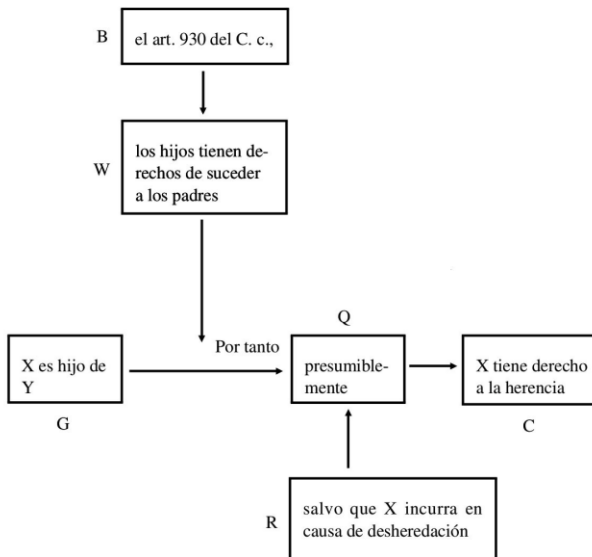 B
el art. 930 del C. c.,
W
los hijos tienen de-
rechos de suceder
a los padres
Q
Por tanto
X es hijo de
Y
G
presumible-
mente
X tiene derecho
a la herencia
C
R
salvo que X incurra en
causa de desheredación